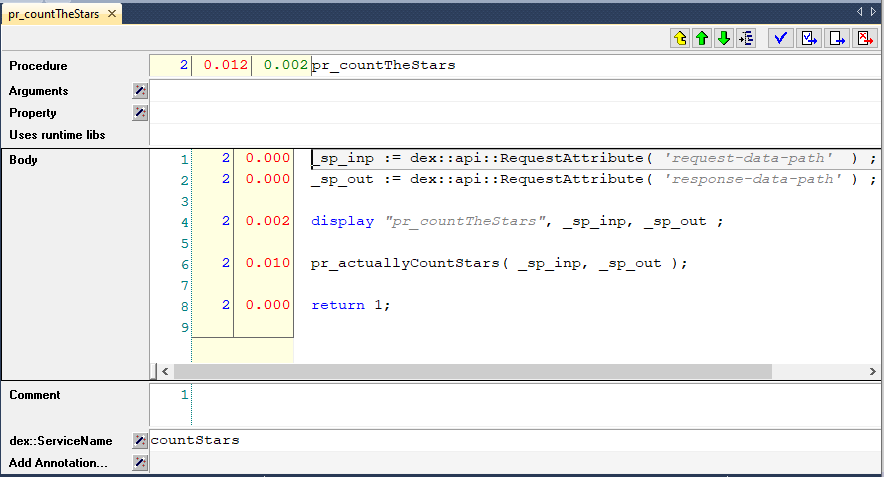 pr_countTheStars
Procedure 2 0.012 0.002 pr_countTheStars
Arguments
Property
Uses runtime libs
Body 1 2 0.000 _sp_inp := dex::api::RequestAttribute( 'request-data-path'  ) ;
2 2 0.000 _sp_out := dex::api::RequestAttribute( 'response-data-path' ) ;
3
4 2 0.002 display "pr_countTheStars", _sp_inp, _sp_out ;
5
6 2 0.010 pr_actuallyCountStars( _sp_inp, _sp_out );
7
8 2 0.000 return 1;
9
Comment 1
dex::ServiceName countStars
Add Annotation...